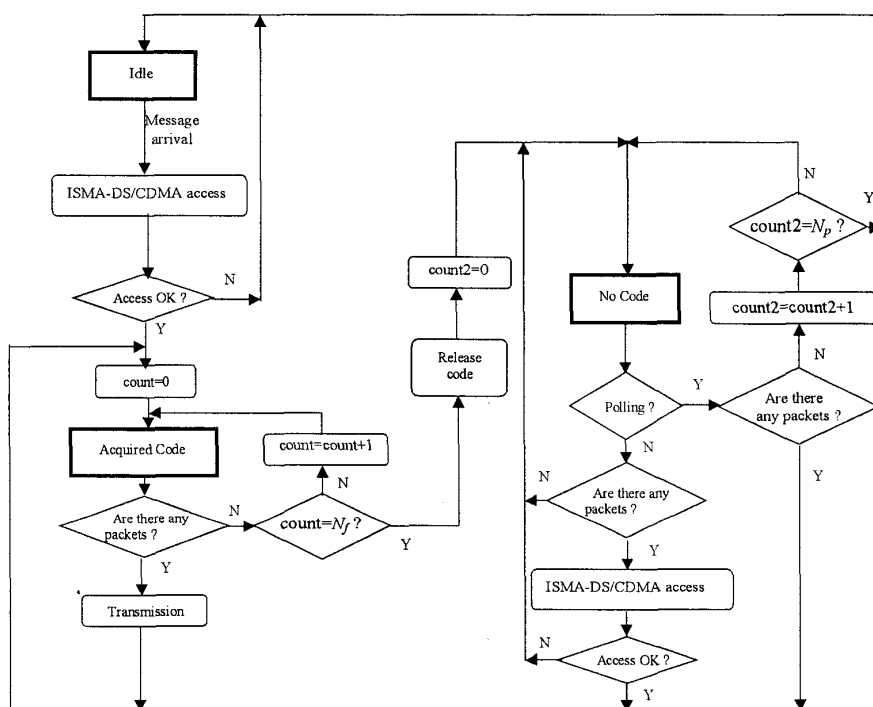 Idle
Message
arrival
ISMA-DS/CDMA access
Access OK ?
N
Y
count=0
Acquired Code
count=count+1
N
Are there any
packets ?
N
count=Nf ?
Y
Y
Transmission
count2=0
Release
code
No Code
Polling ?
Y
N
Are there any
packets ?
N
Y
ISMA-DS/CDMA access
Access OK ?
N
Y
N
count2=Np ?
Y
count2=count2+1
N
Are there
any packets ?
Y